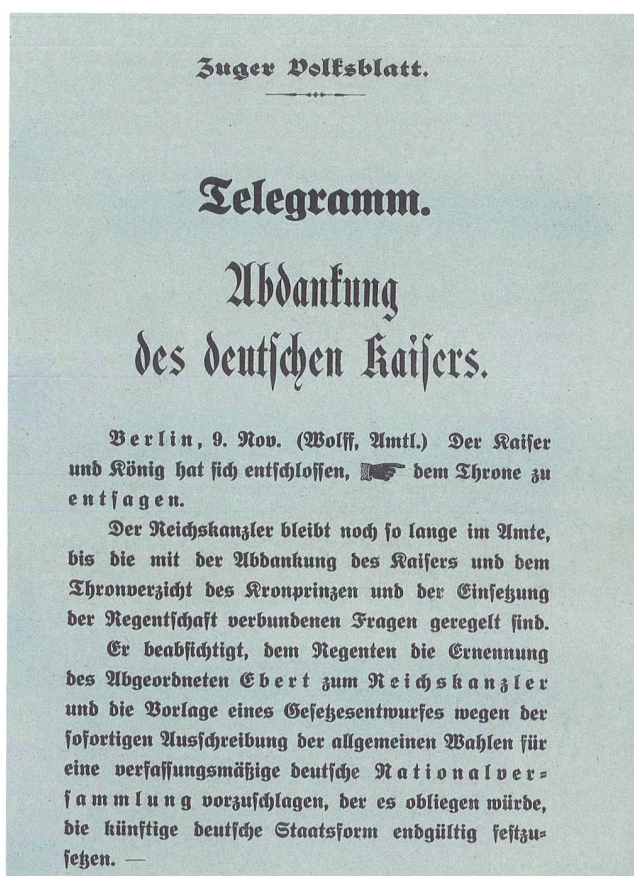 Zuger Volksblatt.
Telegramm.
Abdankung
des deutschen Kaisers.
Berlin, 9. Nov. (Wolff, Amtl.) Der Kaiser
und König hat sich entschlossen, ☛ dem Throne zu
entsagen.
Der Reichskanzler bleibt noch so lange im Amte,
bis die mit der Abdankung des Kaisers und dem
Thronverzicht des Kronprinzen und der Einsetzung
der Regentschaft verbundenen Fragen geregelt sind.
Er beabsichtigt, dem Regenten die Ernennung
des Abgeordneten Ebert zum Reichskanzler
und die Vorlage eines Gesetzesentwurfes wegen der
sofortigen Ausschreibung der allgemeinen Wahlen für
eine verfassungsmäßige deutsche Nationalver-
sammlung vorzuschlagen, der es obliegen würde,
die künftige deutsche Staatsform endgültig festzu-
setzen. —